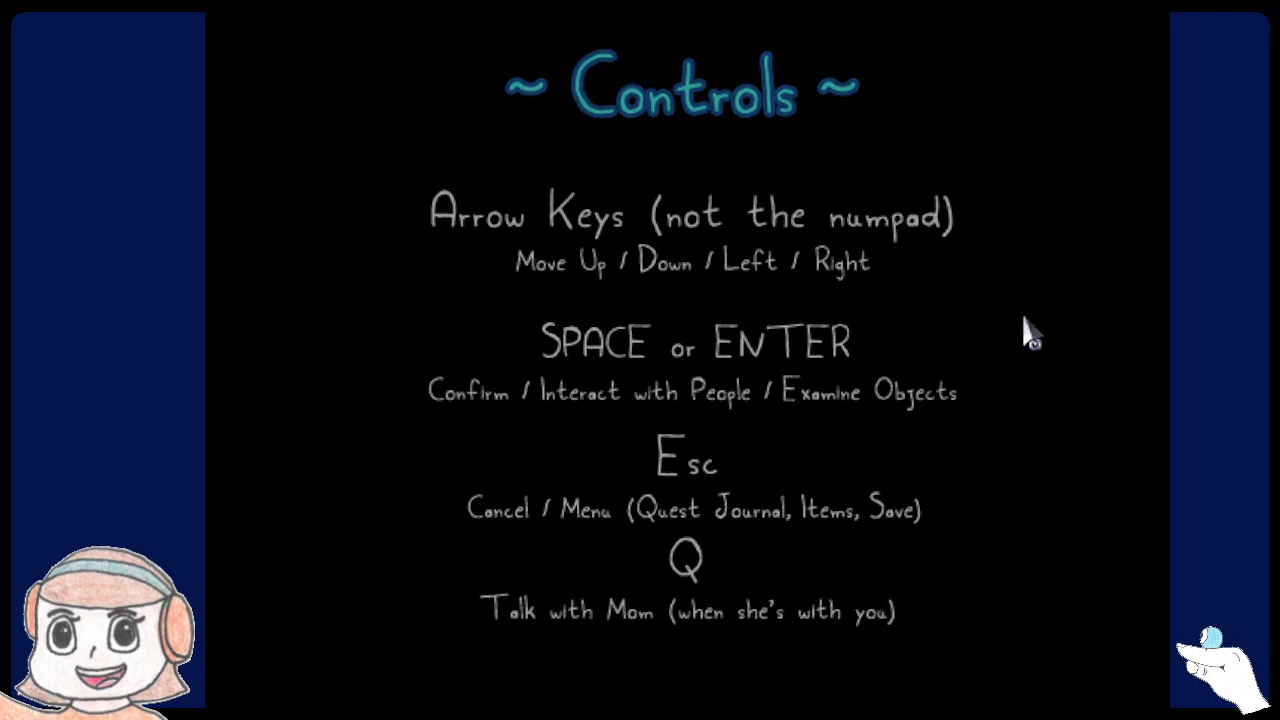 ~ Controls ~
Arrow Keys (not the numpad)
Move Up / Down / Left / Right
SPACE or ENTER
Confirm / Interact with People / Examine Objects
Esc
Cancel / Menu (Quest Journal, Items, Save)
Q
Talk with Mom (when she's with you)